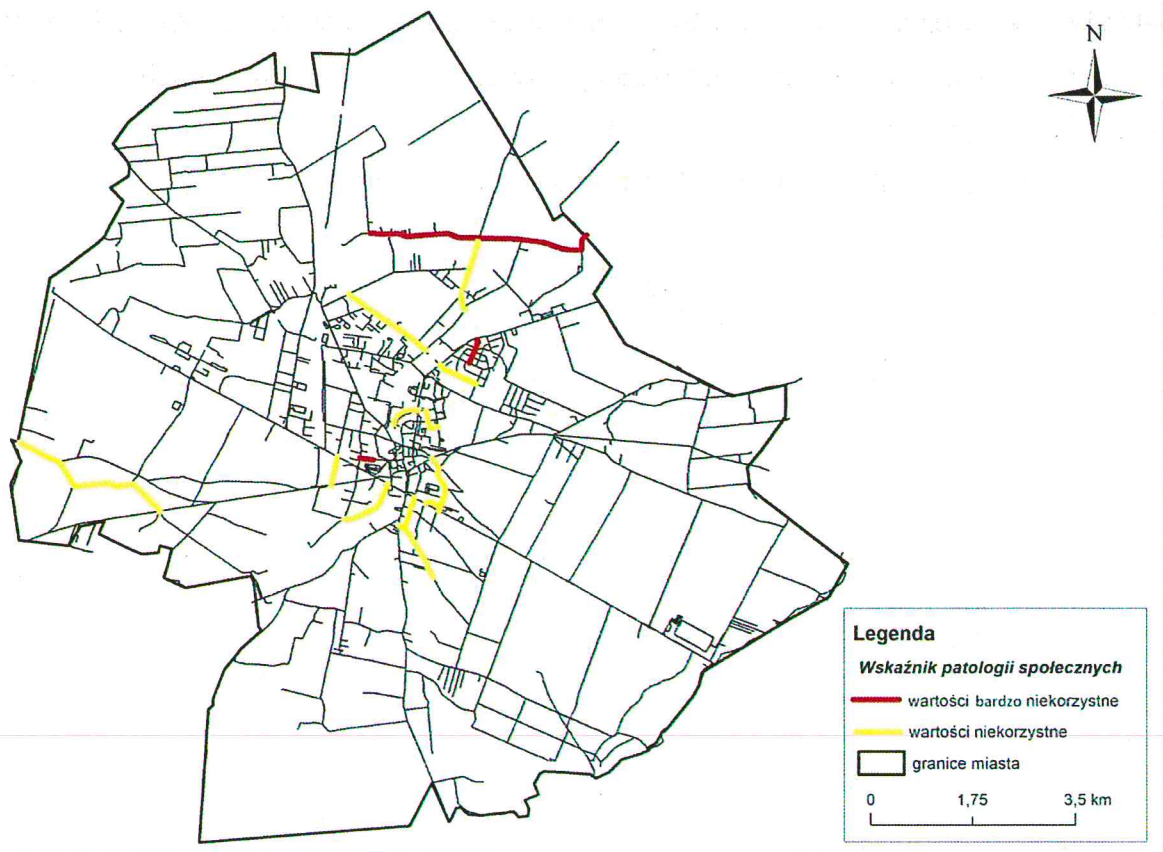 N
Legenda
Wskaźnik patologii społecznych
wartości bardzo niekorzystne
wartości niekorzystne
granice miasta
0 1,75 3,5 km